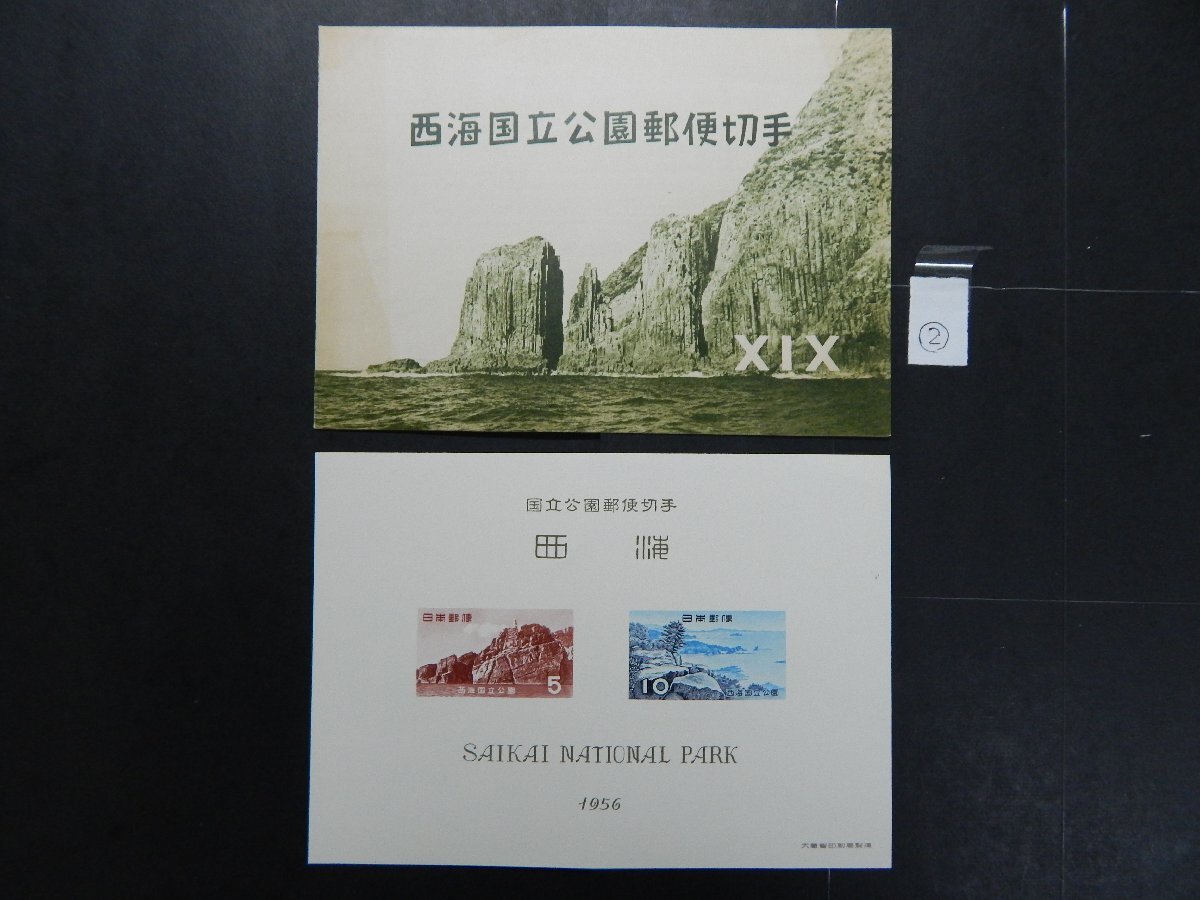 西海国立公園郵便切手
XIX
②
国立公園郵便切手
西 海
日本郵便
西海国立公園 5
日本郵便
10 西海国立公園
SAIKAI NATIONAL PARK
1956
大蔵省印刷局製造